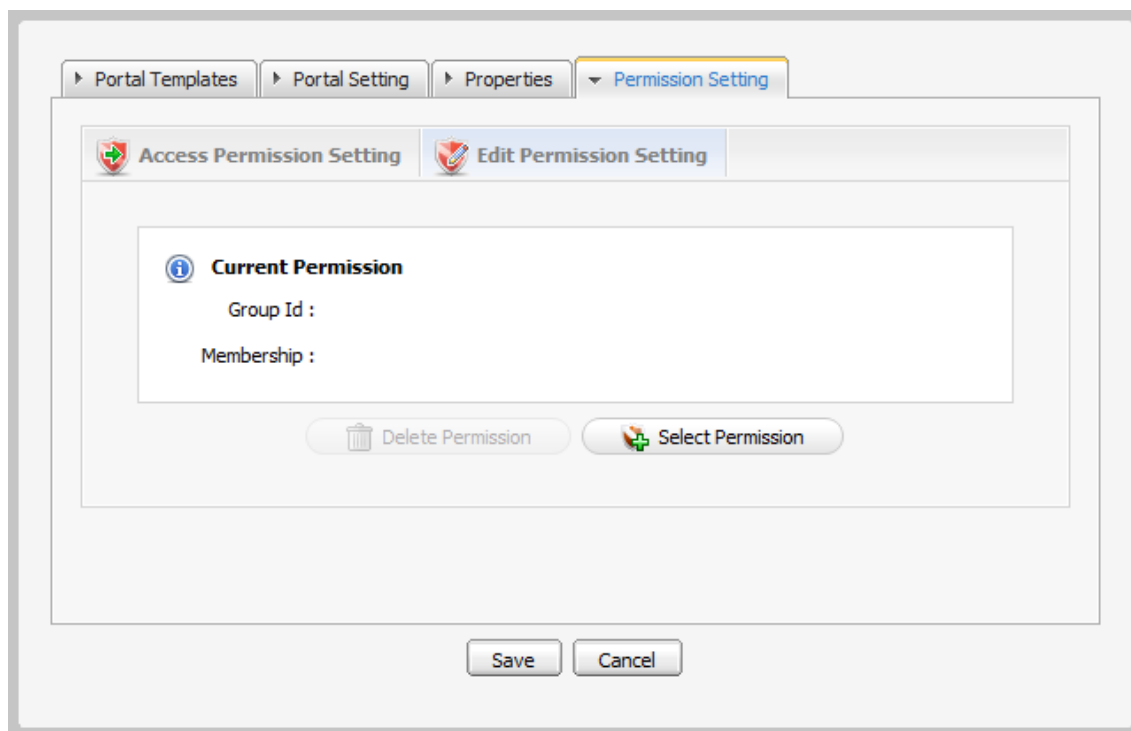 Portal Templates Portal Setting Properties Permission Setting
Access Permission Setting Edit Permission Setting
Current Permission
Group Id :
Membership :
Delete Permission Select Permission
Save Cancel